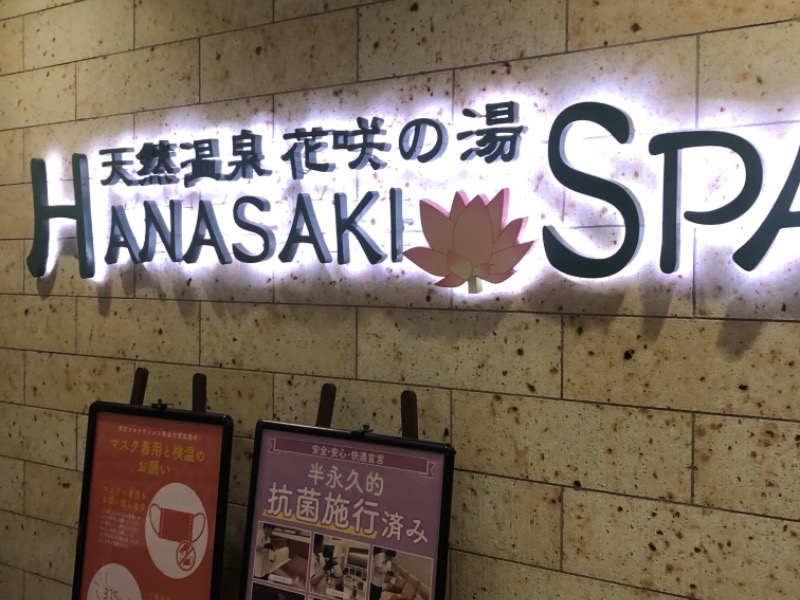 天然温泉 花咲の湯
HANASAKI SPA
マスク着用と検温の
お願い
安全・安心・快適宣言
半永久的
抗菌施行済み